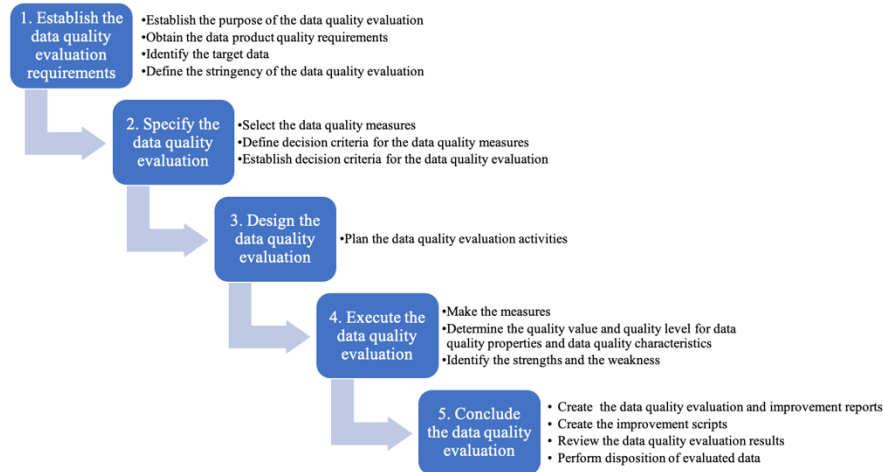 1. Establish the
data quality
evaluation
requirements
•Establish the purpose of the data quality evaluation
•Obtain the data product quality requirements
•Identify the target data
•Define the stringency of the data quality evaluation
2. Specify the
data quality
evaluation
•Select the data quality measures
•Define decision criteria for the data quality measures
•Establish decision criteria for the data quality evaluation
3. Design the
data quality
evaluation
•Plan the data quality evaluation activities
4. Execute the
data quality
evaluation
•Make the measures
•Determine the quality value and quality level for data
quality properties and data quality characteristics
•Identify the strengths and the weakness
5. Conclude
the data quality
evaluation
• Create the data quality evaluation and improvement reports
• Create the improvement scripts
• Review the data quality evaluation results
• Perform disposition of evaluated data